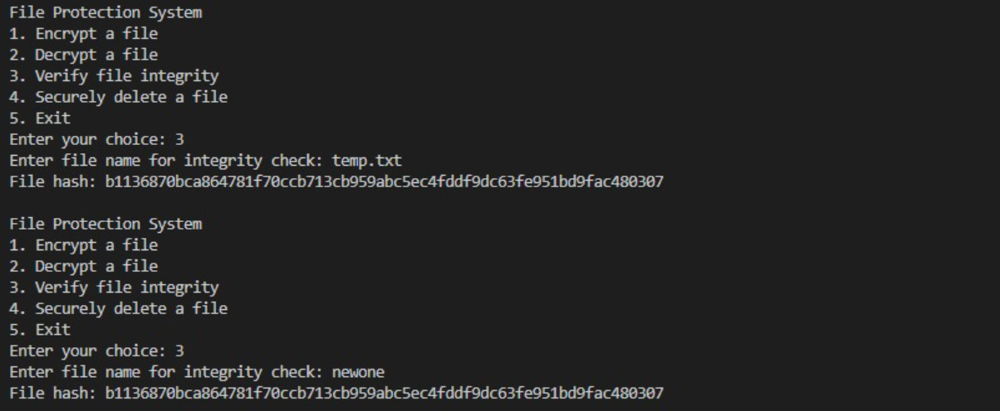 File Protection System
1. Encrypt a file
2. Decrypt a file
3. Verify file integrity
4. Securely delete a file
5. Exit
Enter your choice: 3
Enter file name for integrity check: temp.txt
File hash: b1136870bca864781f70ccb713cb959abc5ec4fddf9dc63fe951bd9fac480307
File Protection System
1. Encrypt a file
2. Decrypt a file
3. Verify file integrity
4. Securely delete a file
5. Exit
Enter your choice: 3
Enter file name for integrity check: newone
File hash: b1136870bca864781f70ccb713cb959abc5ec4fddf9dc63fe951bd9fac480307